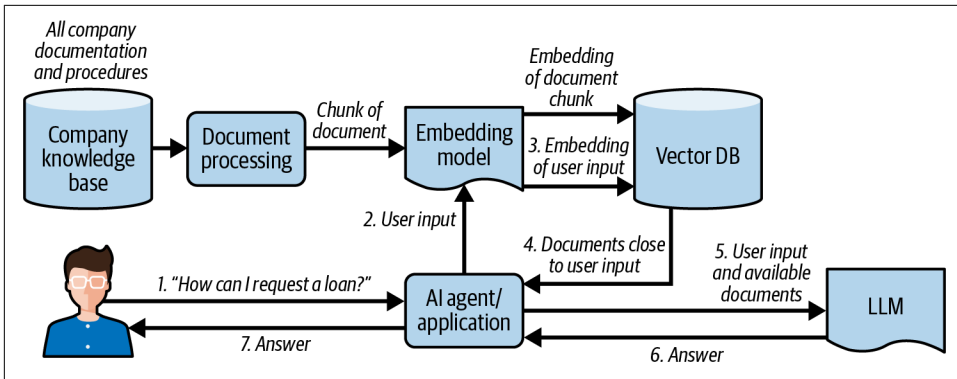 All company
documentation
and procedures
Company
knowledge
base
Document
processing
Chunk of
document
Embedding
model
Embedding
of document
chunk
3. Embedding
of user input
Vector DB
2. User input
4. Documents close
to user input
5. User input
and available
documents
1. “How can I request a loan?”
AI agent/
application
LLM
7. Answer
6. Answer